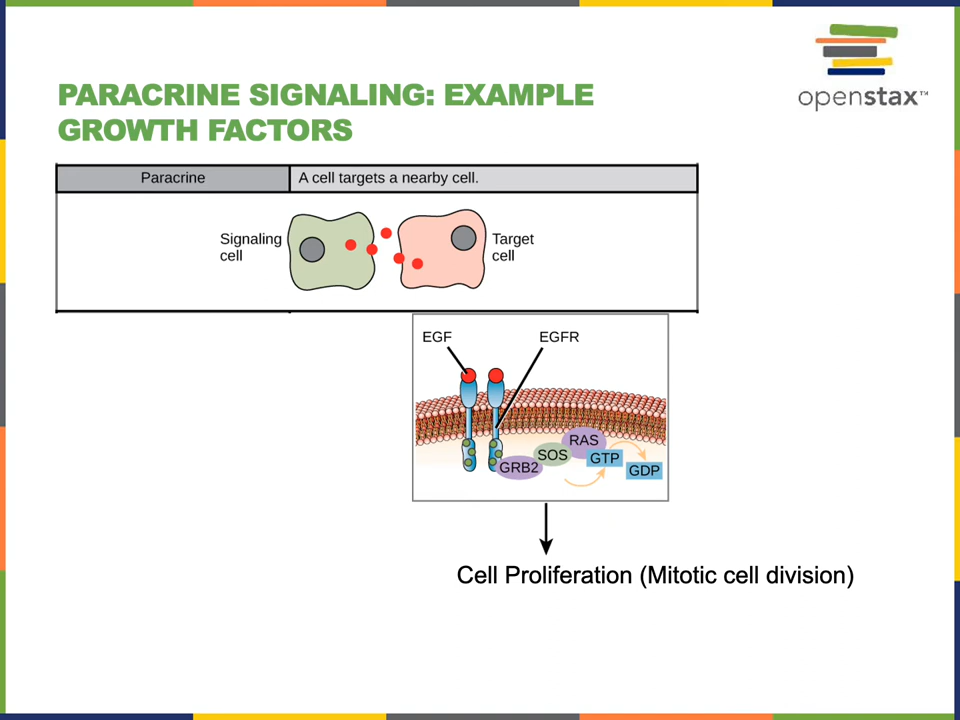 openstax™
PARACRINE SIGNALING: EXAMPLE
GROWTH FACTORS
Paracrine
A cell targets a nearby cell.
Signaling
cell
Target
cell
EGF
EGFR
GRB2
SOS
RAS
GTP
GDP
Cell Proliferation (Mitotic cell division)